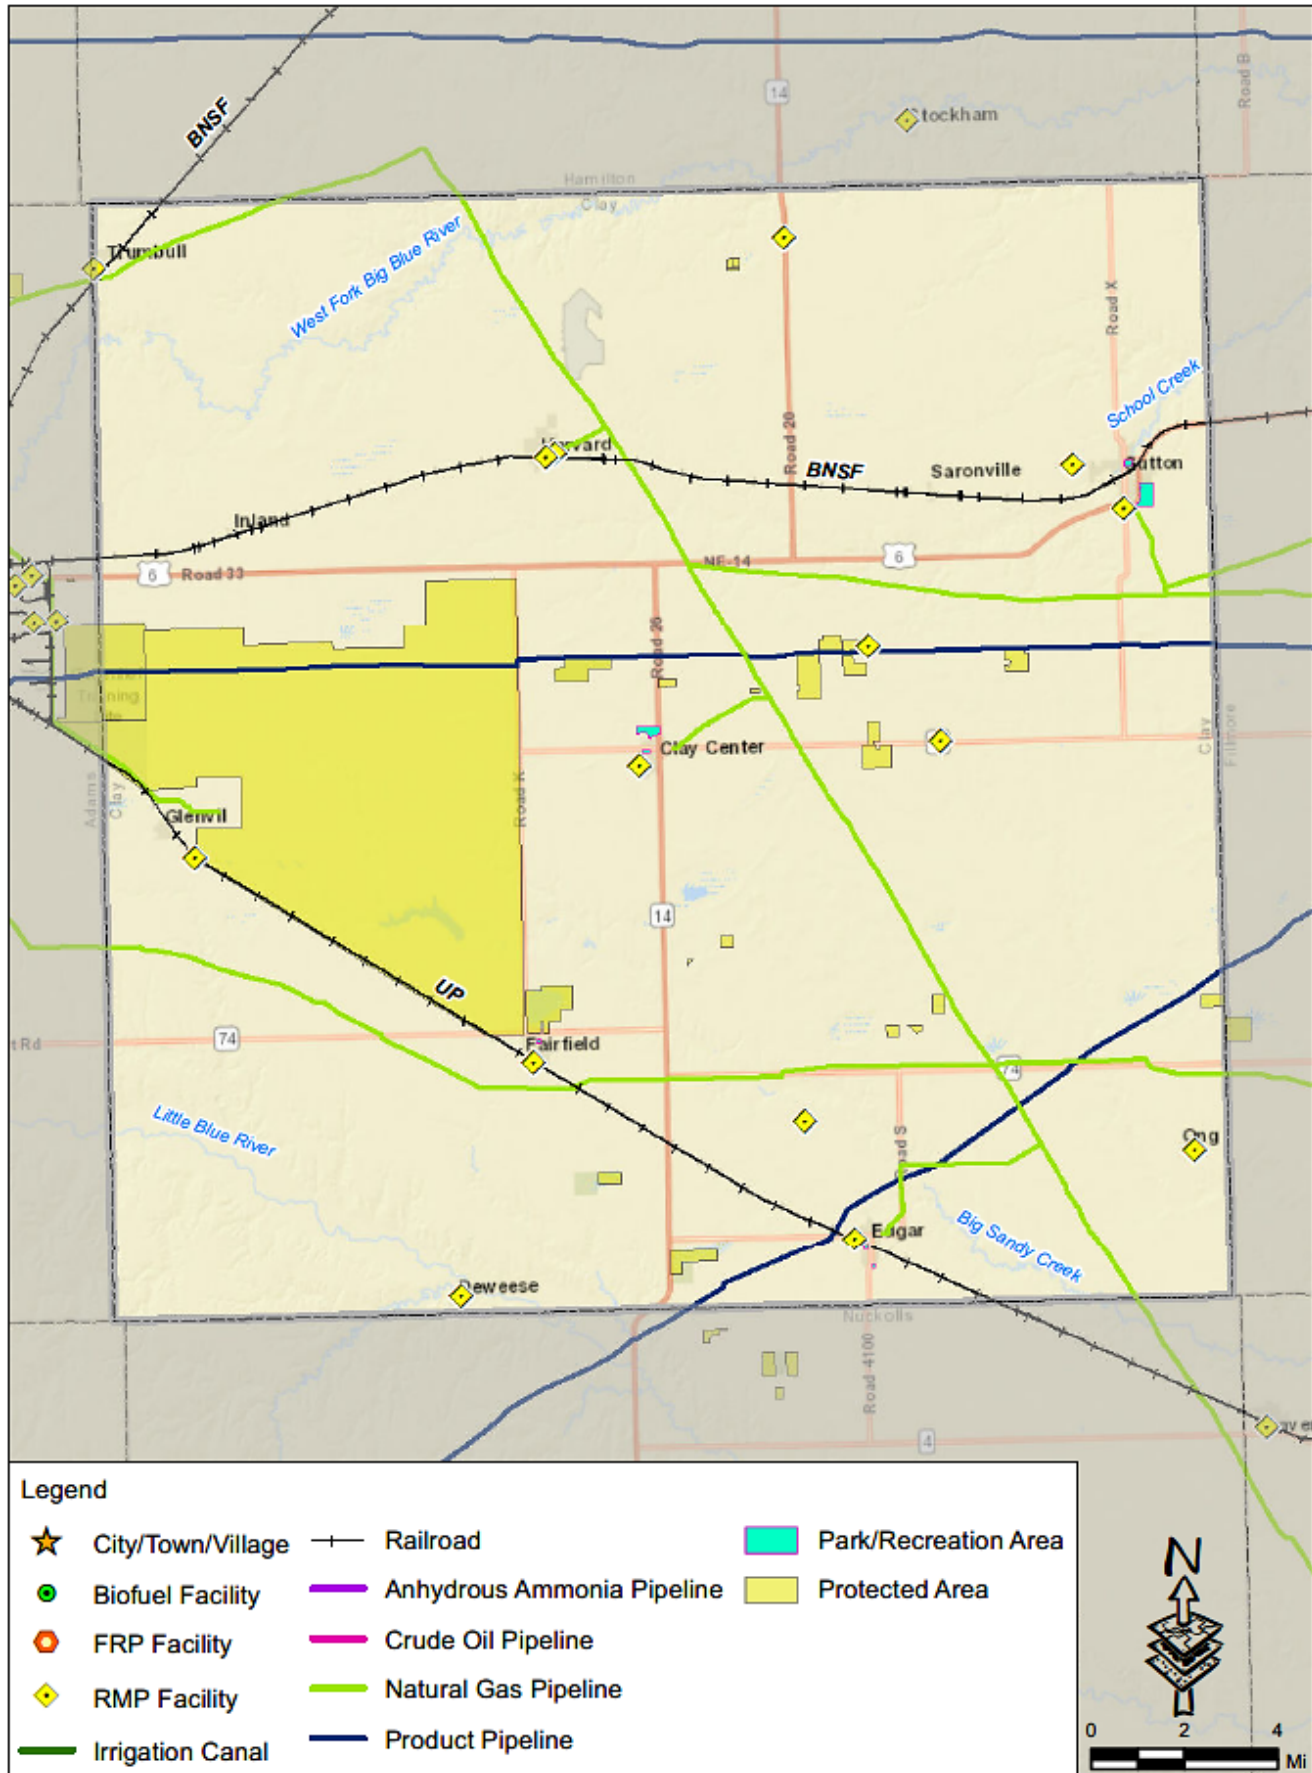 BNSF
14
Road B
Stockham
Hamilton
Clay
Trumbull
West Fork Big Blue River
Road X
School Creek
Harvard
Road 20
BNSF
Saronville
Sutton
Inland
NE-14
6
6
Road 33
Road 26
Training
Site
Clay Center
Clay
Fillmore
Adams
Clay
Road K
Glenvil
14
UP
74
Fairfield
t Rd
74
Little Blue River
Road S
Ong
Edgar
Big Sandy Creek
Deweese
Nuckolls
Road 4100
4
Legend
City/Town/Village
Biofuel Facility
FRP Facility
RMP Facility
Irrigation Canal
Railroad
Anhydrous Ammonia Pipeline
Crude Oil Pipeline
Natural Gas Pipeline
Product Pipeline
Park/Recreation Area
Protected Area
N
0 2 4
Mi